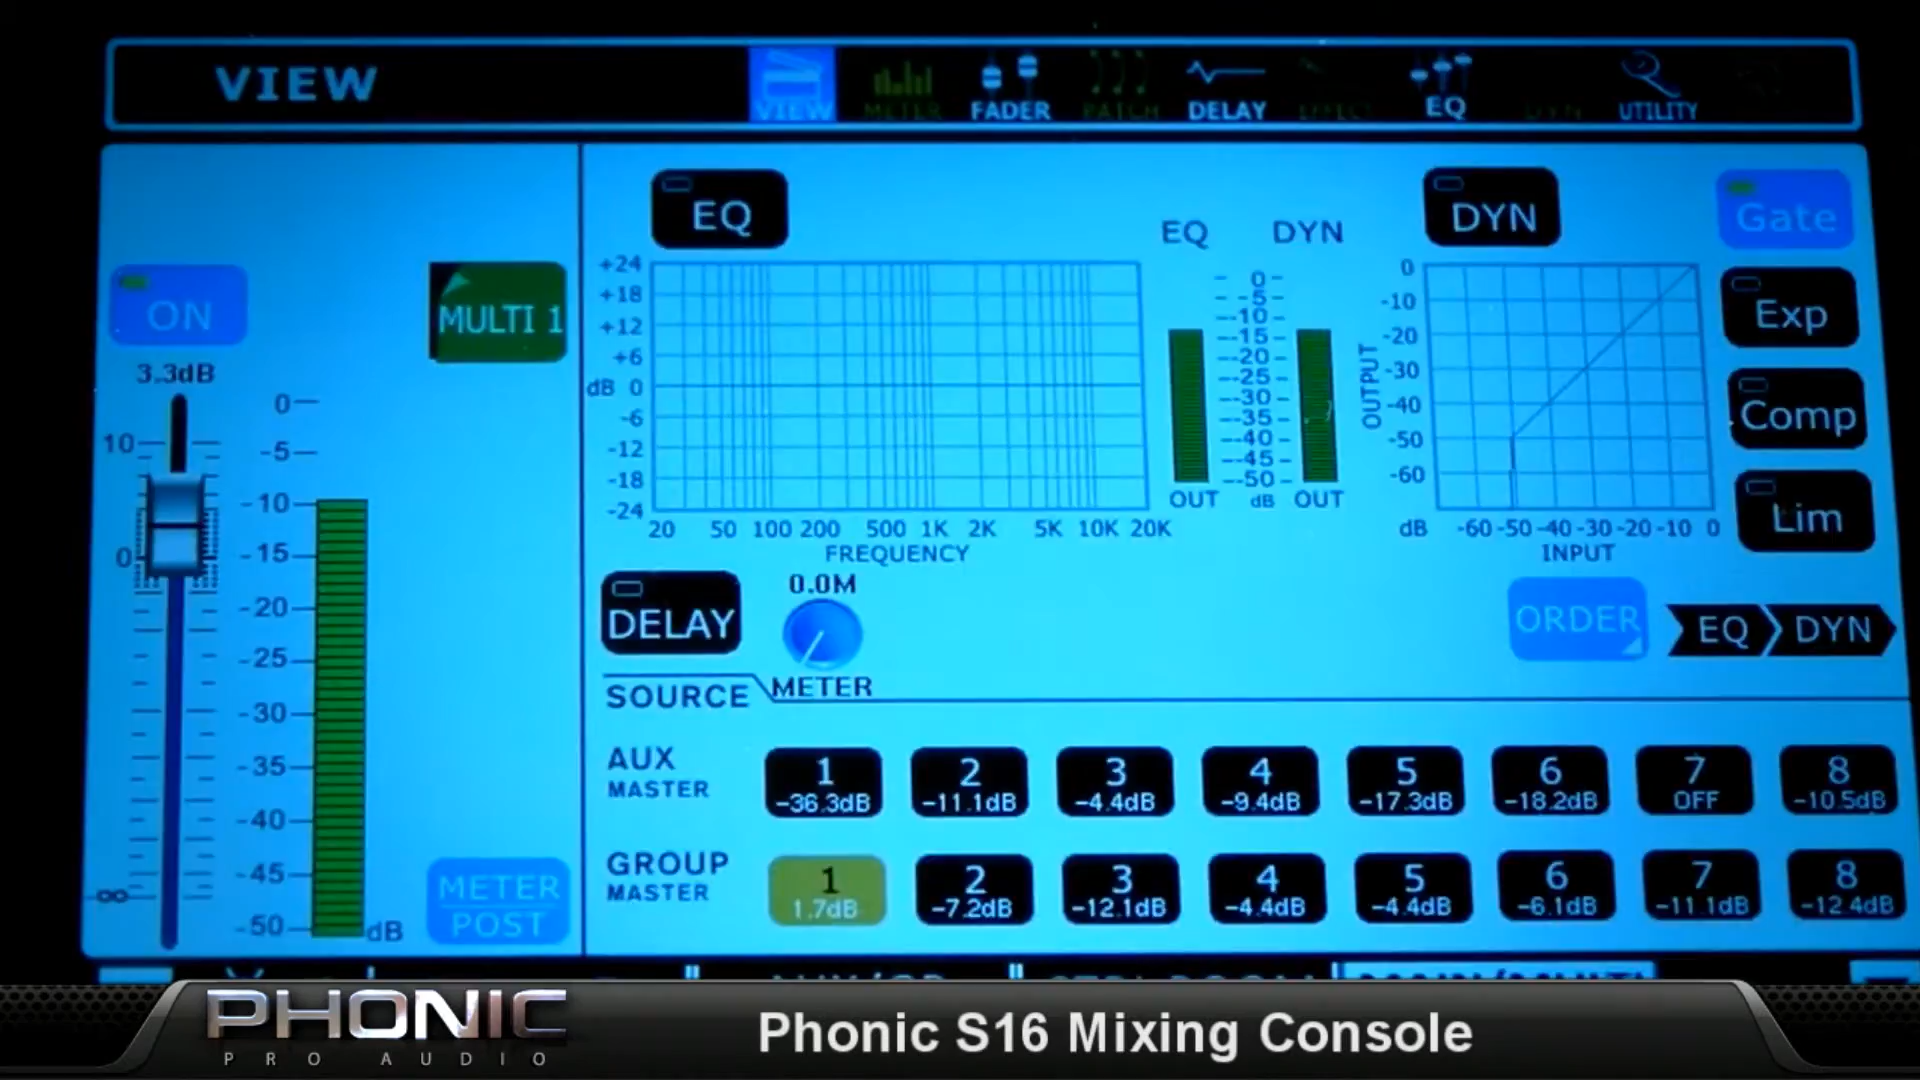 VIEW
VIEW METER FADER PATCH DELAY EFFECT EQ DYN UTILITY
ON
MULTI 1
3.3dB
10
0
-∞
0
-5
-10
-15
-20
-25
-30
-35
-40
-45
-50 dB
METER
POST
EQ
+24
+18
+12
+6
dB 0
-6
-12
-18
-24
20 50 100 200 500 1K 2K 5K 10K 20K
FREQUENCY
EQ DYN
0
-5
-10
-15
-20
-25
-30
-35
-40
-45
-50
OUT dB OUT
DYN
0
-10
-20
-30
-40
-50
-60
OUTPUT
dB -60 -50 -40 -30 -20 -10 0
INPUT
Gate
Exp
Comp
Lim
DELAY
0.0M
METER
ORDER
EQ DYN
SOURCE
AUX
MASTER
1 2 3 4 5 6 7 8
-36.3dB -11.1dB -4.4dB -9.4dB -17.3dB -18.2dB OFF -10.5dB
GROUP
MASTER
1 2 3 4 5 6 7 8
1.7dB -7.2dB -12.1dB -4.4dB -4.4dB -6.1dB -11.1dB -12.4dB
PHONIC
PRO AUDIO
Phonic S16 Mixing Console